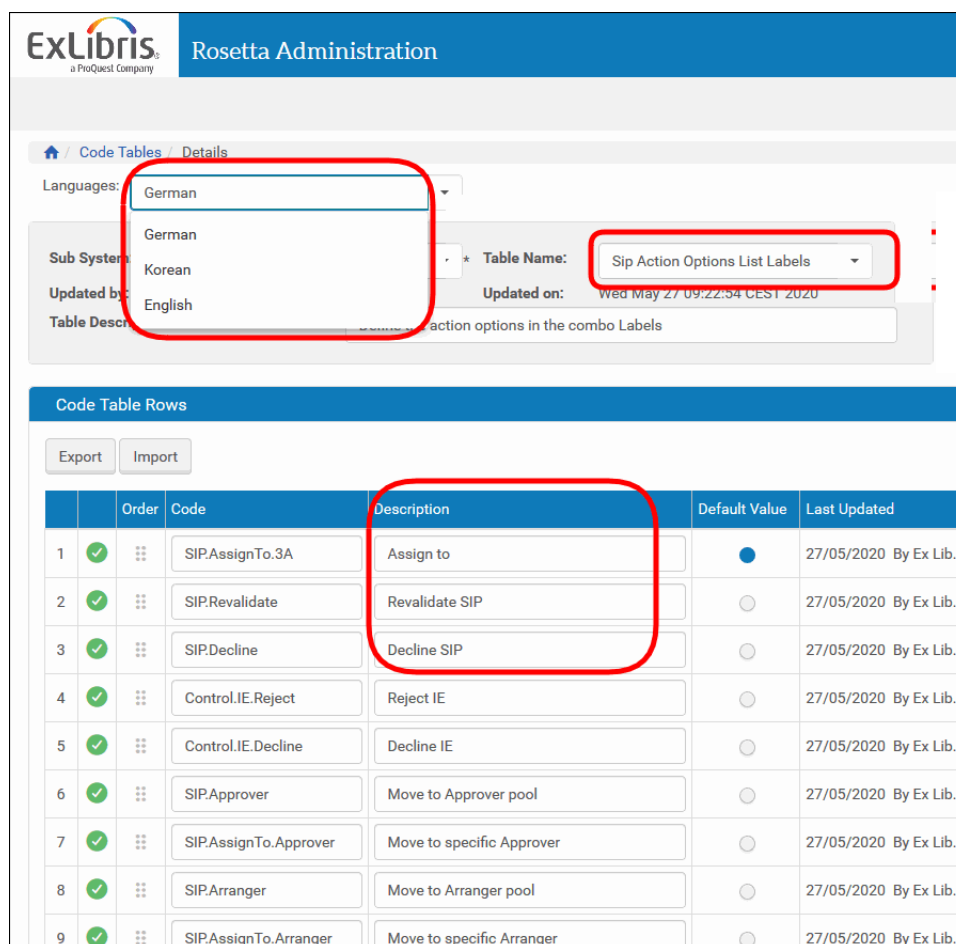 ExLibris
a ProQuest Company
Rosetta Administration
/ Code Tables / Details
Languages: German
German
Korean
English
Sub System * Table Name: Sip Action Options List Labels
Updated by: Updated on: Wed May 27 09:22:54 CEST 2020
Table Descr action options in the combo Labels
Code Table Rows
Export Import
Order Code Description Default Value Last Updated
1 SIP.AssignTo.3A Assign to 27/05/2020 By Ex Lib.
2 SIP.Revalidate Revalidate SIP 27/05/2020 By Ex Lib.
3 SIP.Decline Decline SIP 27/05/2020 By Ex Lib.
4 Control.IE.Reject Reject IE 27/05/2020 By Ex Lib.
5 Control.IE.Decline Decline IE 27/05/2020 By Ex Lib.
6 SIP.Approver Move to Approver pool 27/05/2020 By Ex Lib.
7 SIP.AssignTo.Approver Move to specific Approver 27/05/2020 By Ex Lib.
8 SIP.Arranger Move to Arranger pool 27/05/2020 By Ex Lib.
9 SIP.AssignTo.Arranger Move to specific Arranger 27/05/2020 By Ex Lib.